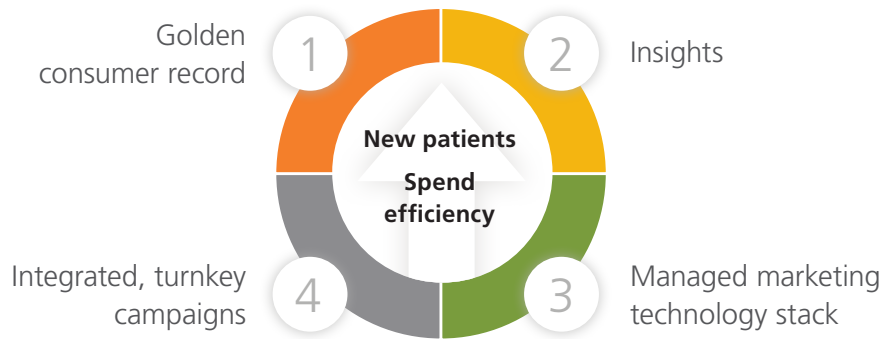 Golden
consumer record
1
2
Insights
New patients
Spend
efficiency
Integrated, turnkey
campaigns
4
3
Managed marketing
technology stack